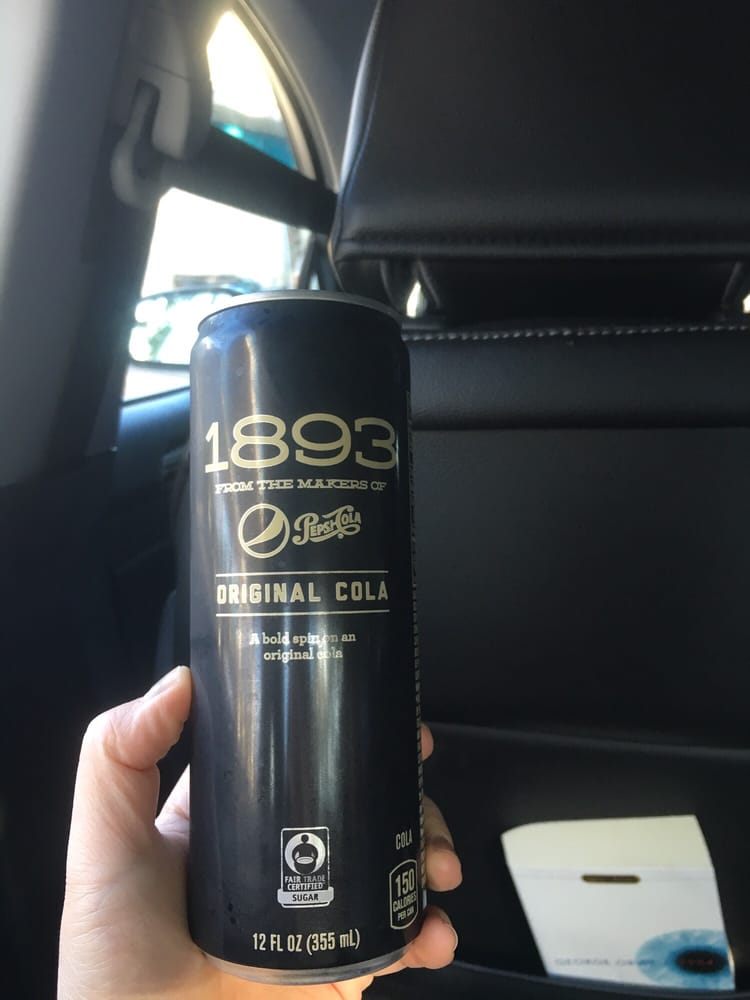 1893
FROM THE MAKERS OF
PEPSI-COLA
ORIGINAL COLA
A bold spin on an
original cola
FAIR TRADE
CERTIFIED
SUGAR
COLA
150
CALORIES
PER CAN
12 FL OZ (355 mL)
GEORGE